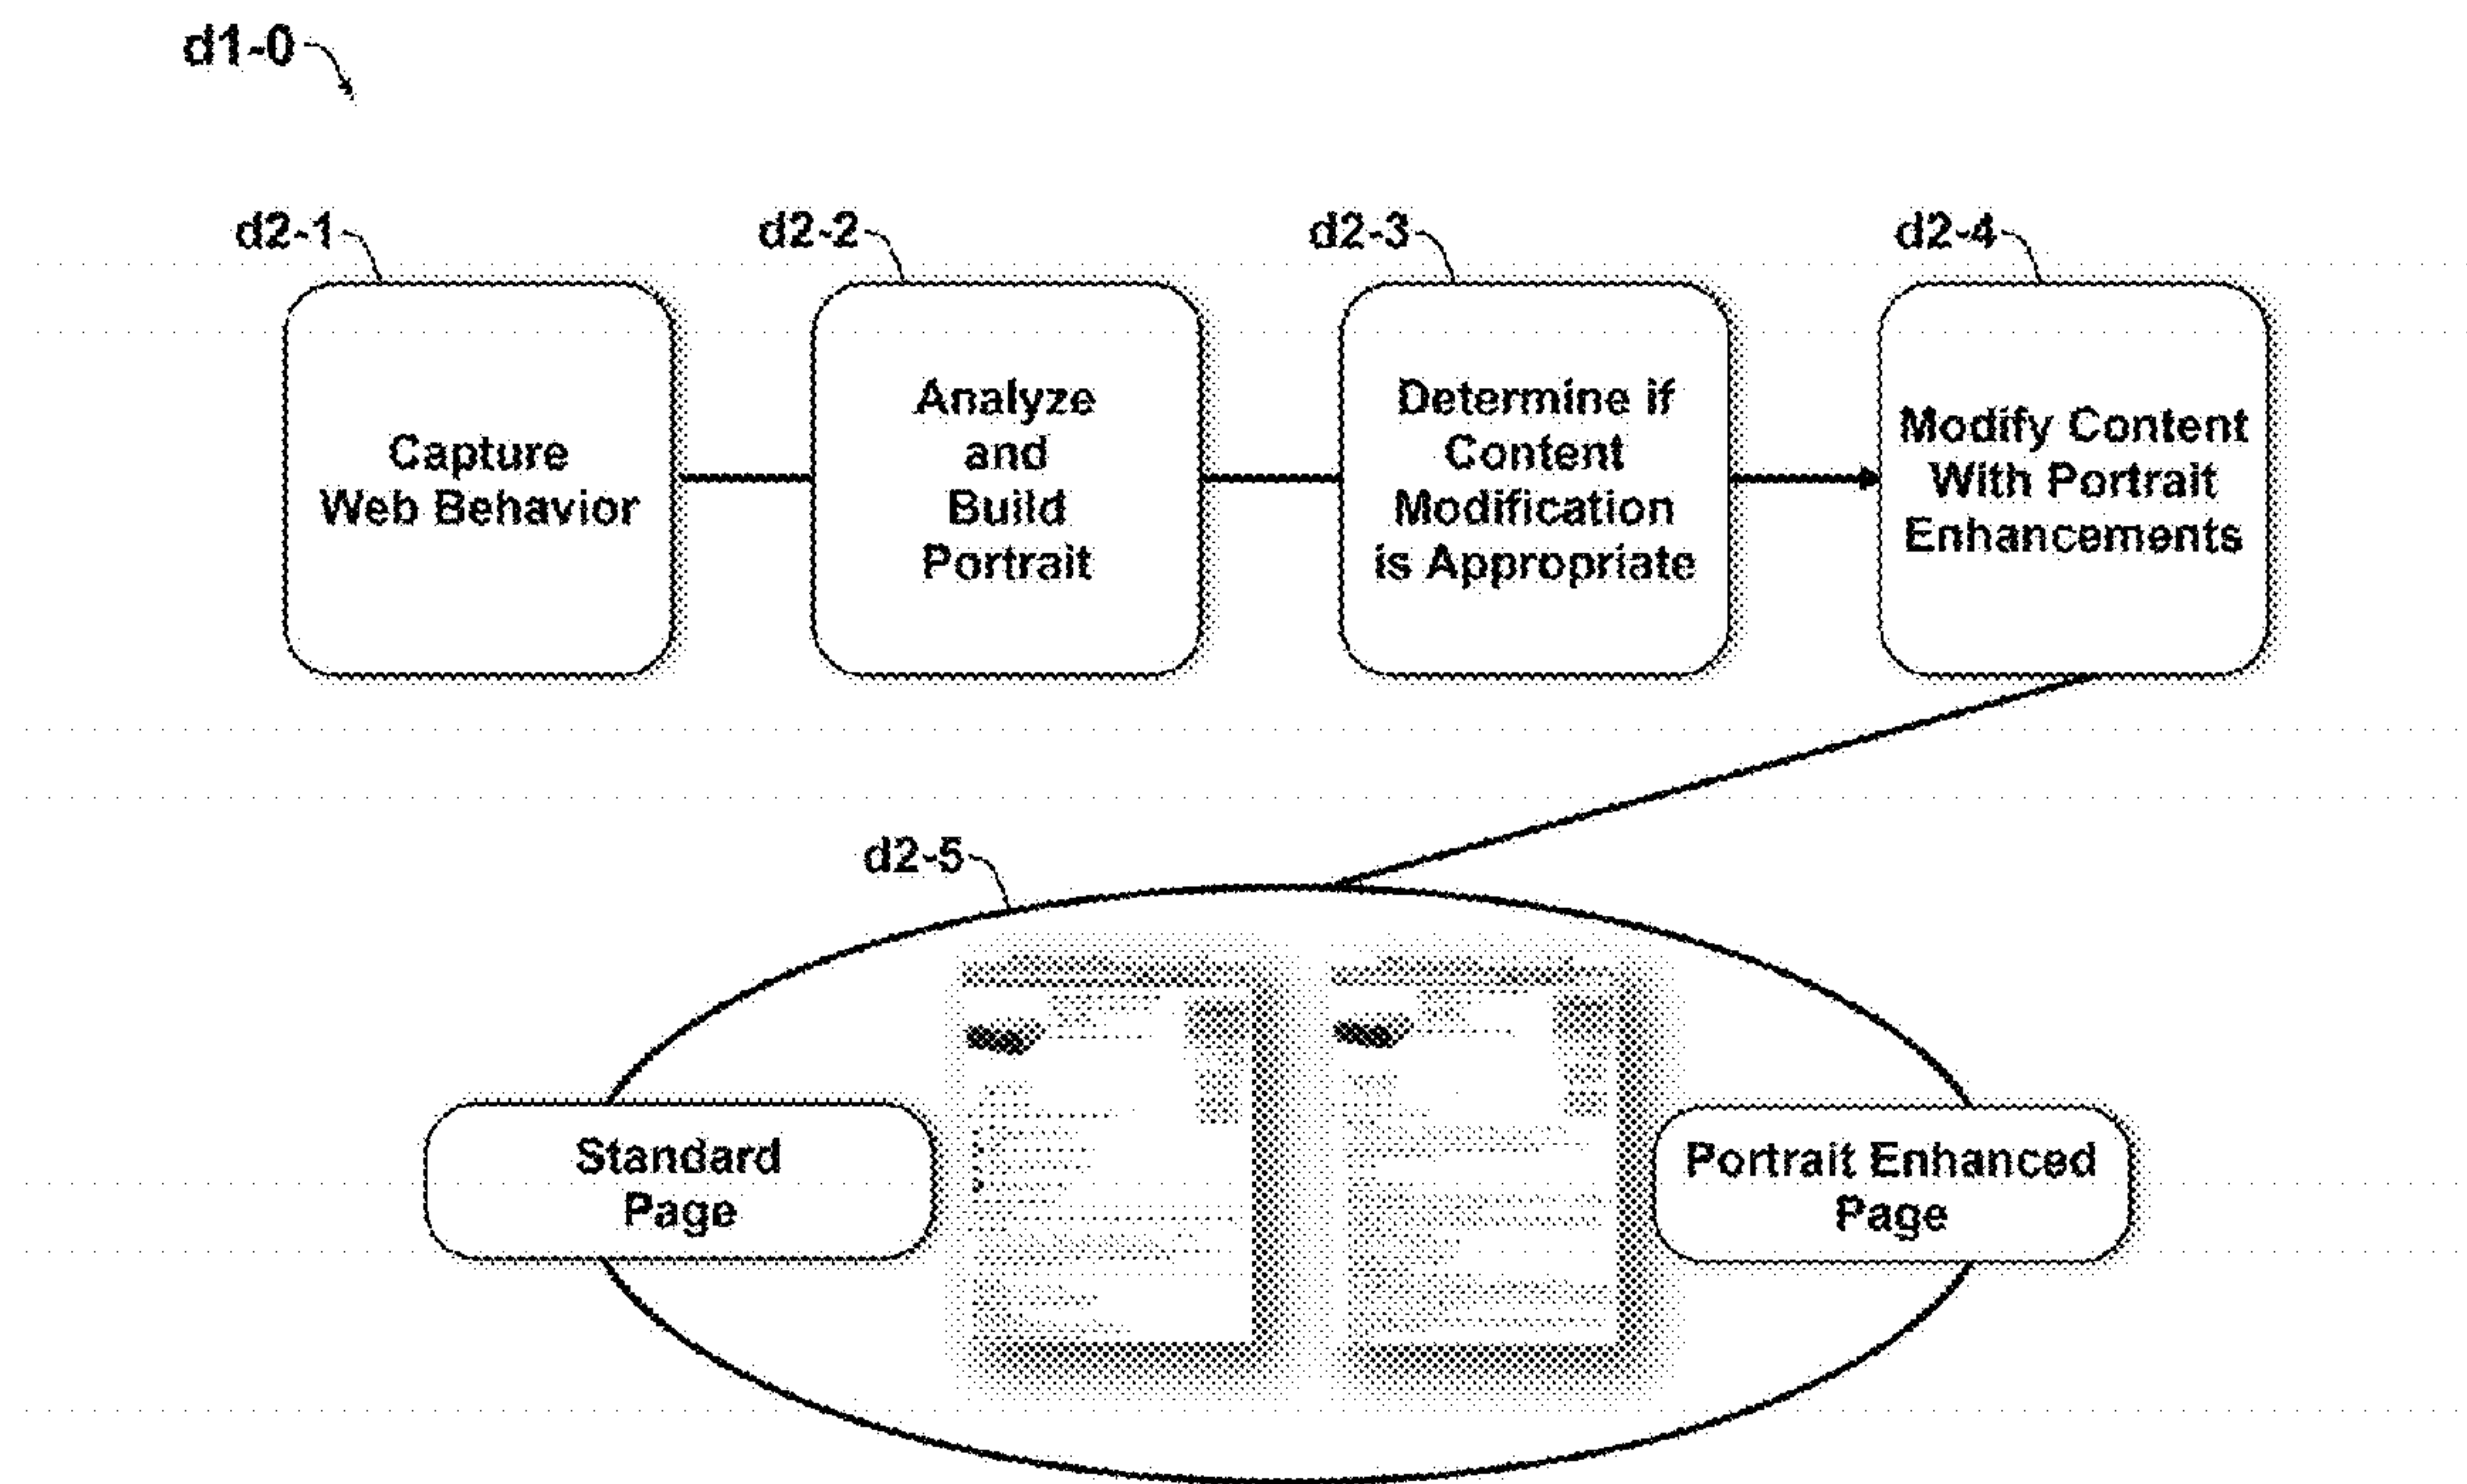 d1-0
d2-1
d2-2
d2-3
d2-4
Capture
Web Behavior
Analyze
and
Build
Portrait
Determine if
Content
Modification
is Appropriate
Modify Content
With Portrait
Enhancements
d2-5
Standard
Page
Portrait Enhanced
Page